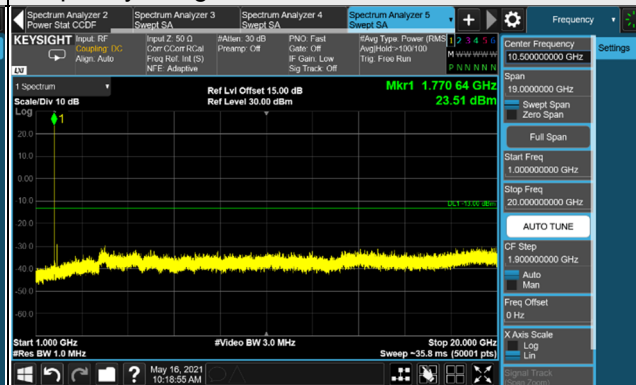 Spectrum Analyzer 2
Power Stat CCDF
Spectrum Analyzer 3
Swept SA
Spectrum Analyzer 4
Swept SA
Spectrum Analyzer 5
Swept SA
Frequency
KEYSIGHT
LXI
Input: RF
Coupling: DC
Align: Auto
Input Z: 50 Ω
Corr CCorr RCal
Freq Ref: Int (S)
NFE: Adaptive
#Atten: 30 dB
Preamp: Off
PNO: Fast
Gate: Off
IF Gain: Low
Sig Track: Off
#Avg Type: Power (RMS)
Avg|Hold:>100/100
Trig: Free Run
1 2 3 4 5 6
M W W W W W
P N N N N N
1 Spectrum
Scale/Div 10 dB
Log
Ref Lvl Offset 15.00 dB
Ref Level 30.00 dBm
Mkr1 1.770 64 GHz
23.51 dBm
1
20.0
10.0
0.00
-10.0
-20.0
-30.0
-40.0
-50.0
-60.0
DL1 -13.00 dBm
Start 1.000 GHz
#Res BW 1.0 MHz
#Video BW 3.0 MHz
Stop 20.000 GHz
Sweep ~35.8 ms (50001 pts)
May 16, 2021
10:18:55 AM
Center Frequency
10.500000000 GHz
Span
19.0000000 GHz
Swept Span
Zero Span
Full Span
Start Freq
1.000000000 GHz
Stop Freq
20.000000000 GHz
AUTO TUNE
CF Step
1.900000000 GHz
Auto
Man
Freq Offset
0 Hz
X Axis Scale
Log
Lin
Signal Track
(Span Zoom)
Settings